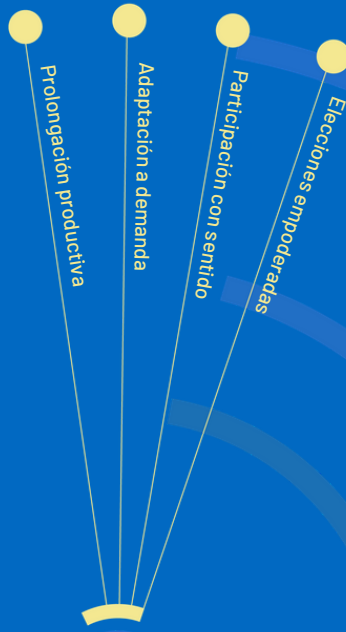 Prolongación productiva
Adaptación a demanda
Participación con sentido
Elecciones empoderadas